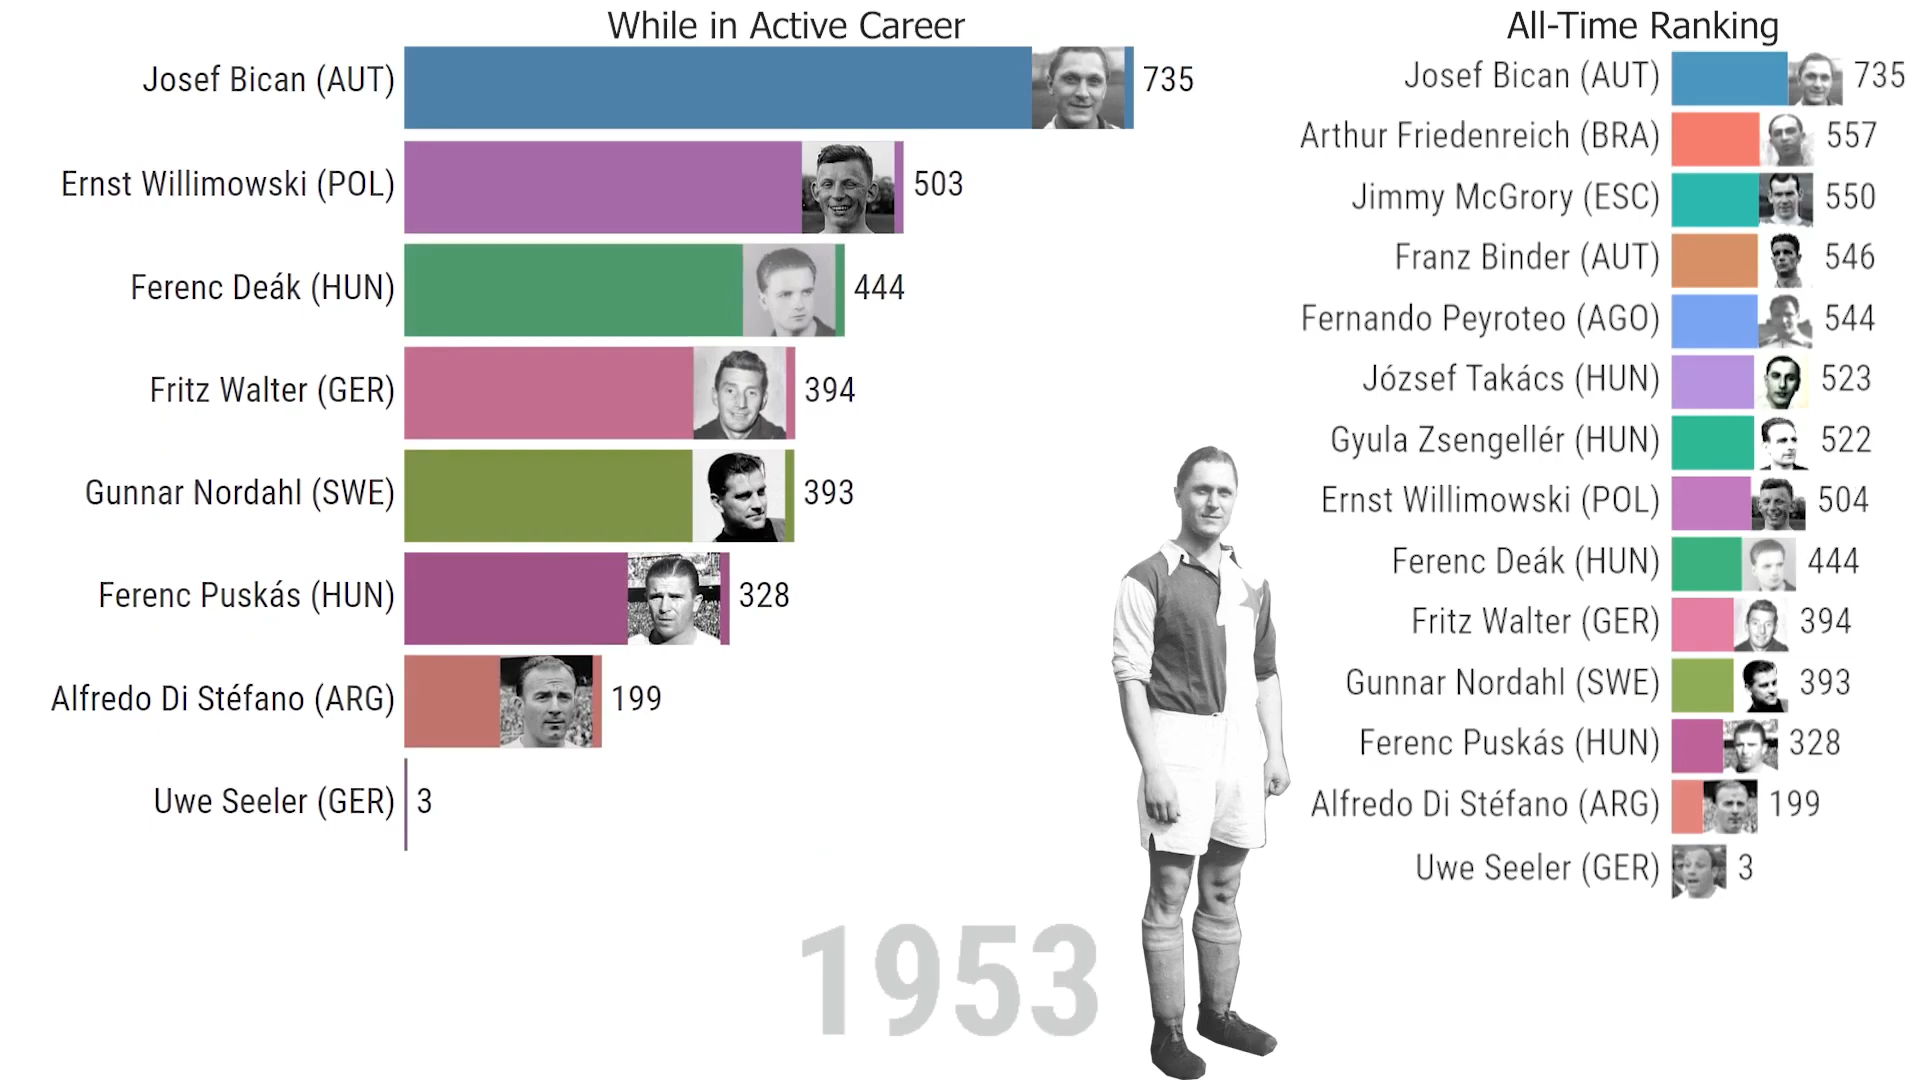 While in Active Career
Josef Bican (AUT) 735
Ernst Willimowski (POL) 503
Ferenc Deák (HUN) 444
Fritz Walter (GER) 394
Gunnar Nordahl (SWE) 393
Ferenc Puskás (HUN) 328
Alfredo Di Stéfano (ARG) 199
Uwe Seeler (GER) 3
1953
All-Time Ranking
Josef Bican (AUT) 735
Arthur Friedenreich (BRA) 557
Jimmy McGrory (ESC) 550
Franz Binder (AUT) 546
Fernando Peyroteo (AGO) 544
József Takács (HUN) 523
Gyula Zsengellér (HUN) 522
Ernst Willimowski (POL) 504
Ferenc Deák (HUN) 444
Fritz Walter (GER) 394
Gunnar Nordahl (SWE) 393
Ferenc Puskás (HUN) 328
Alfredo Di Stéfano (ARG) 199
Uwe Seeler (GER) 3